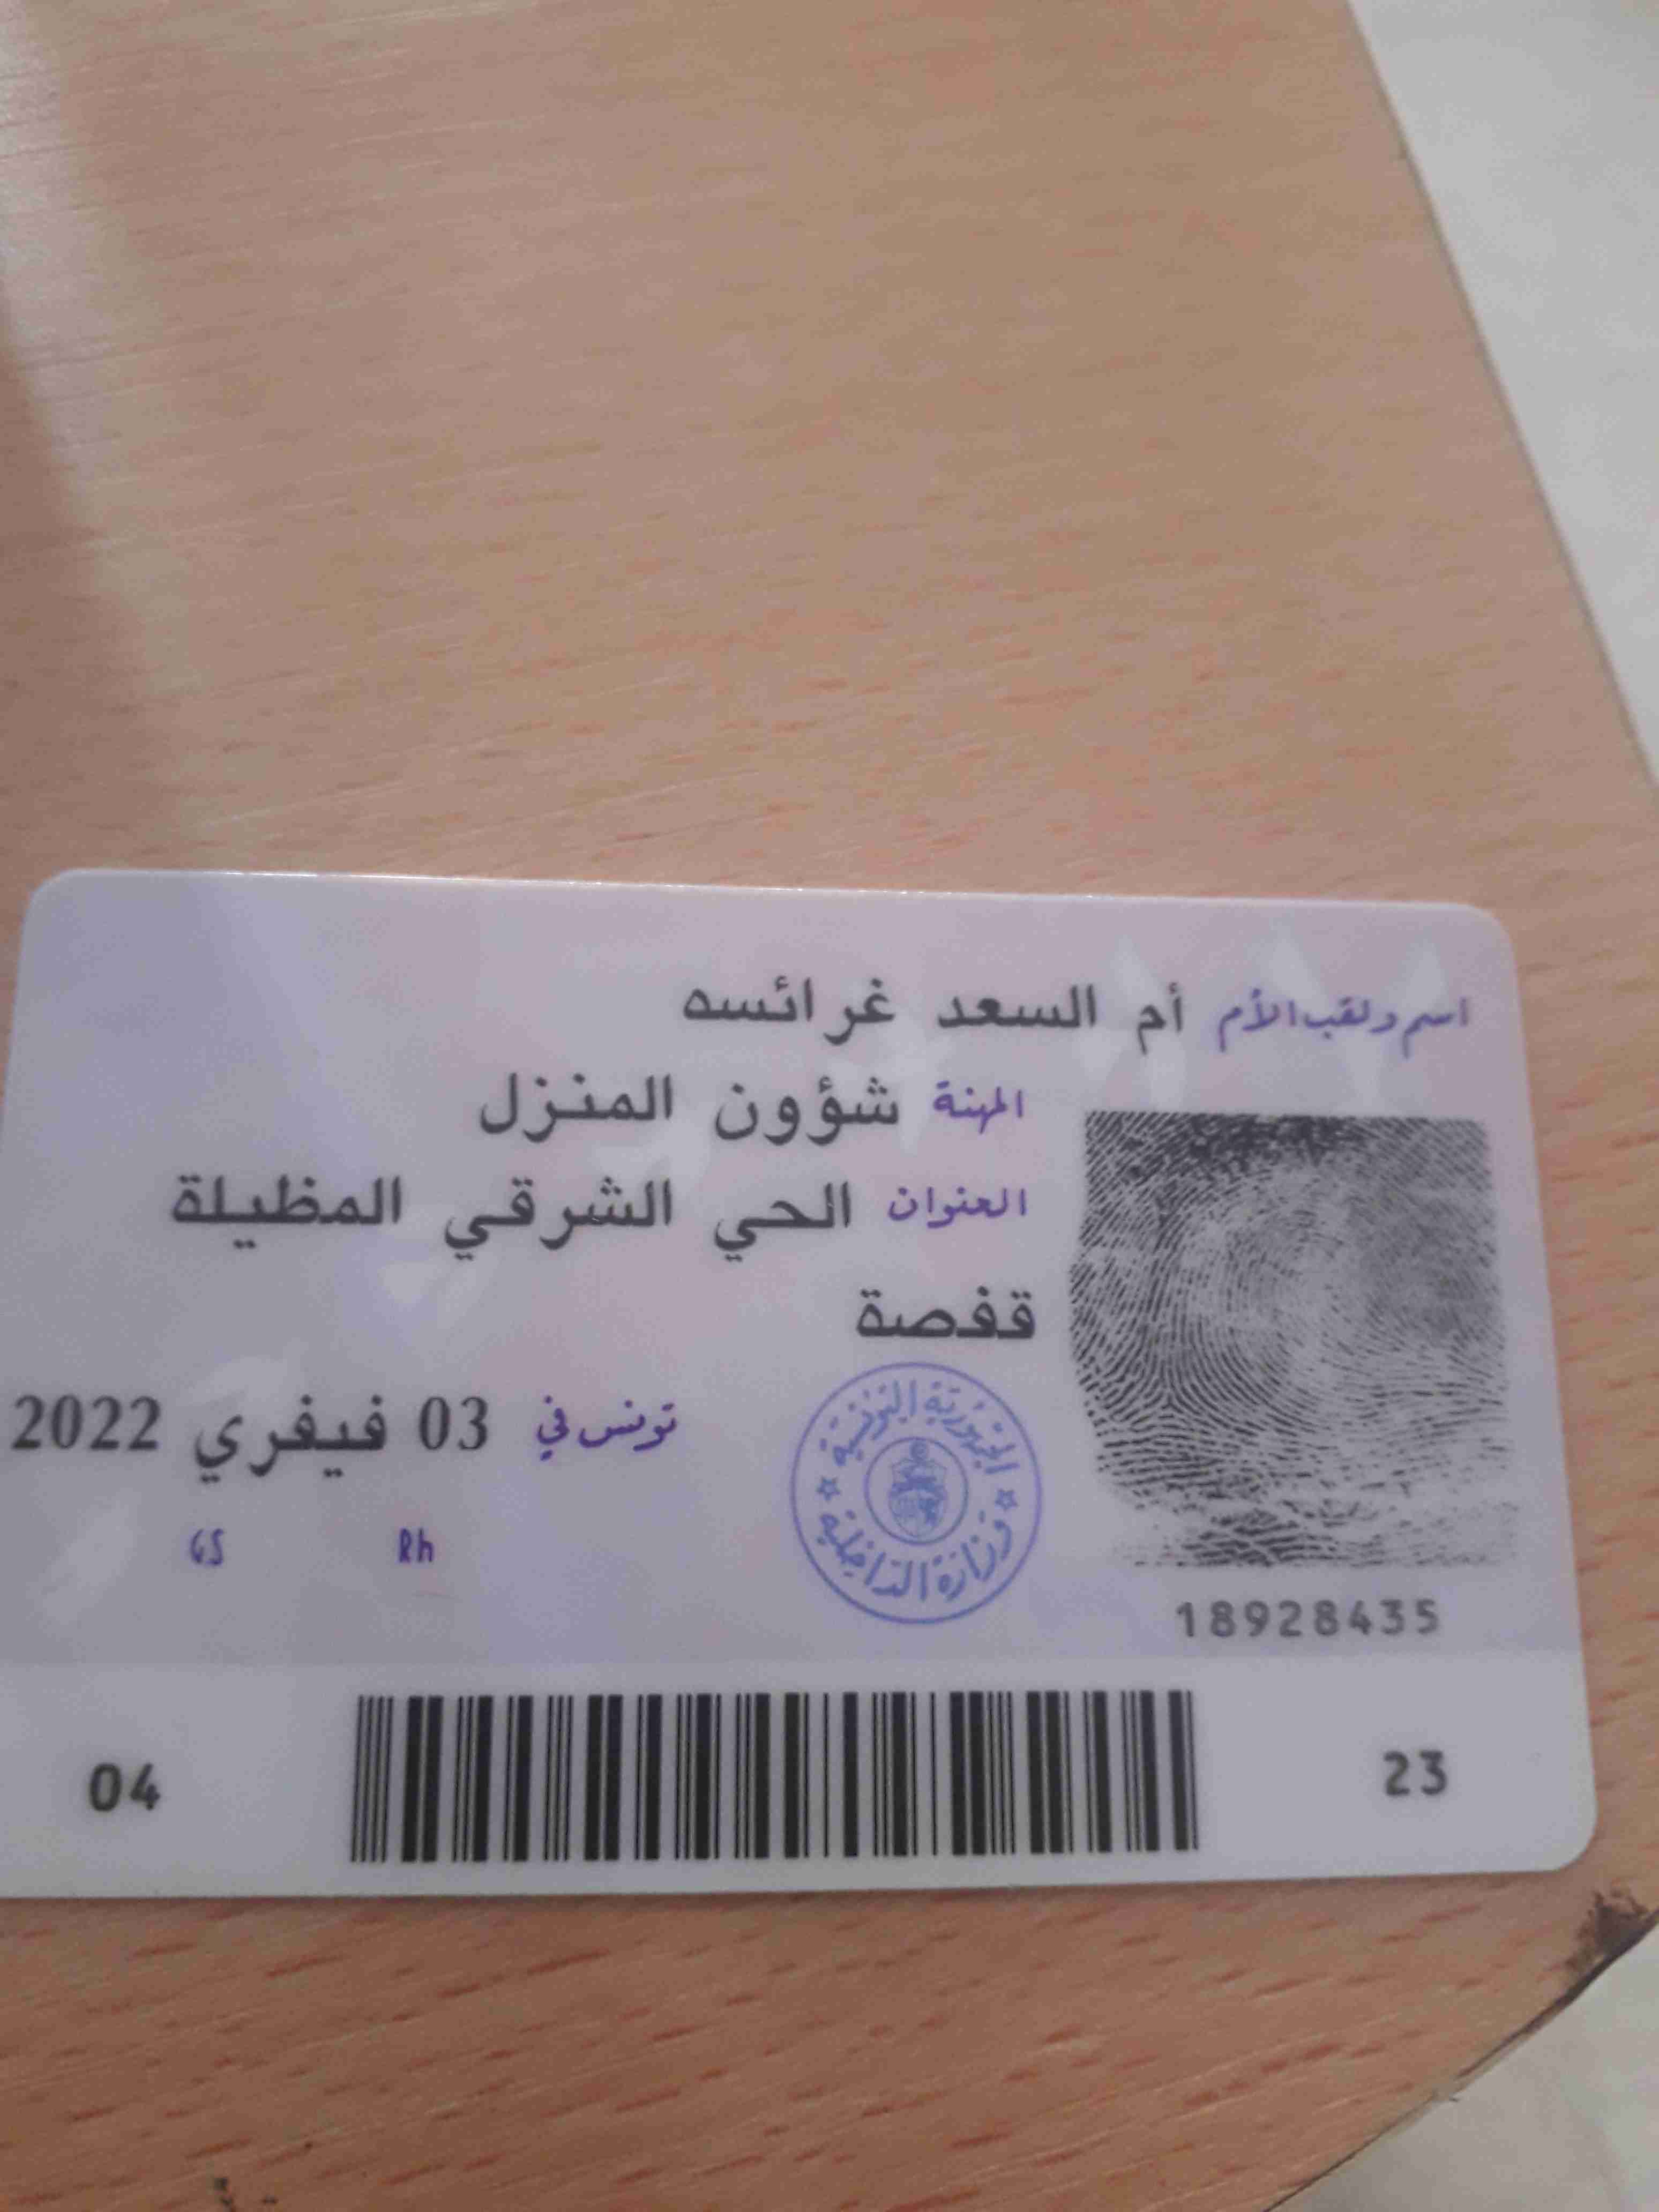 اسم ولقب الأم أم السعد غرائسه
المهنة شؤون المنزل
العنوان الحي الشرقي المظيلة
قفصة
تونس في 03 فيفري 2022
الجمهورية التونسية
وزارة الداخلية
Rh GS
18928435
04 23